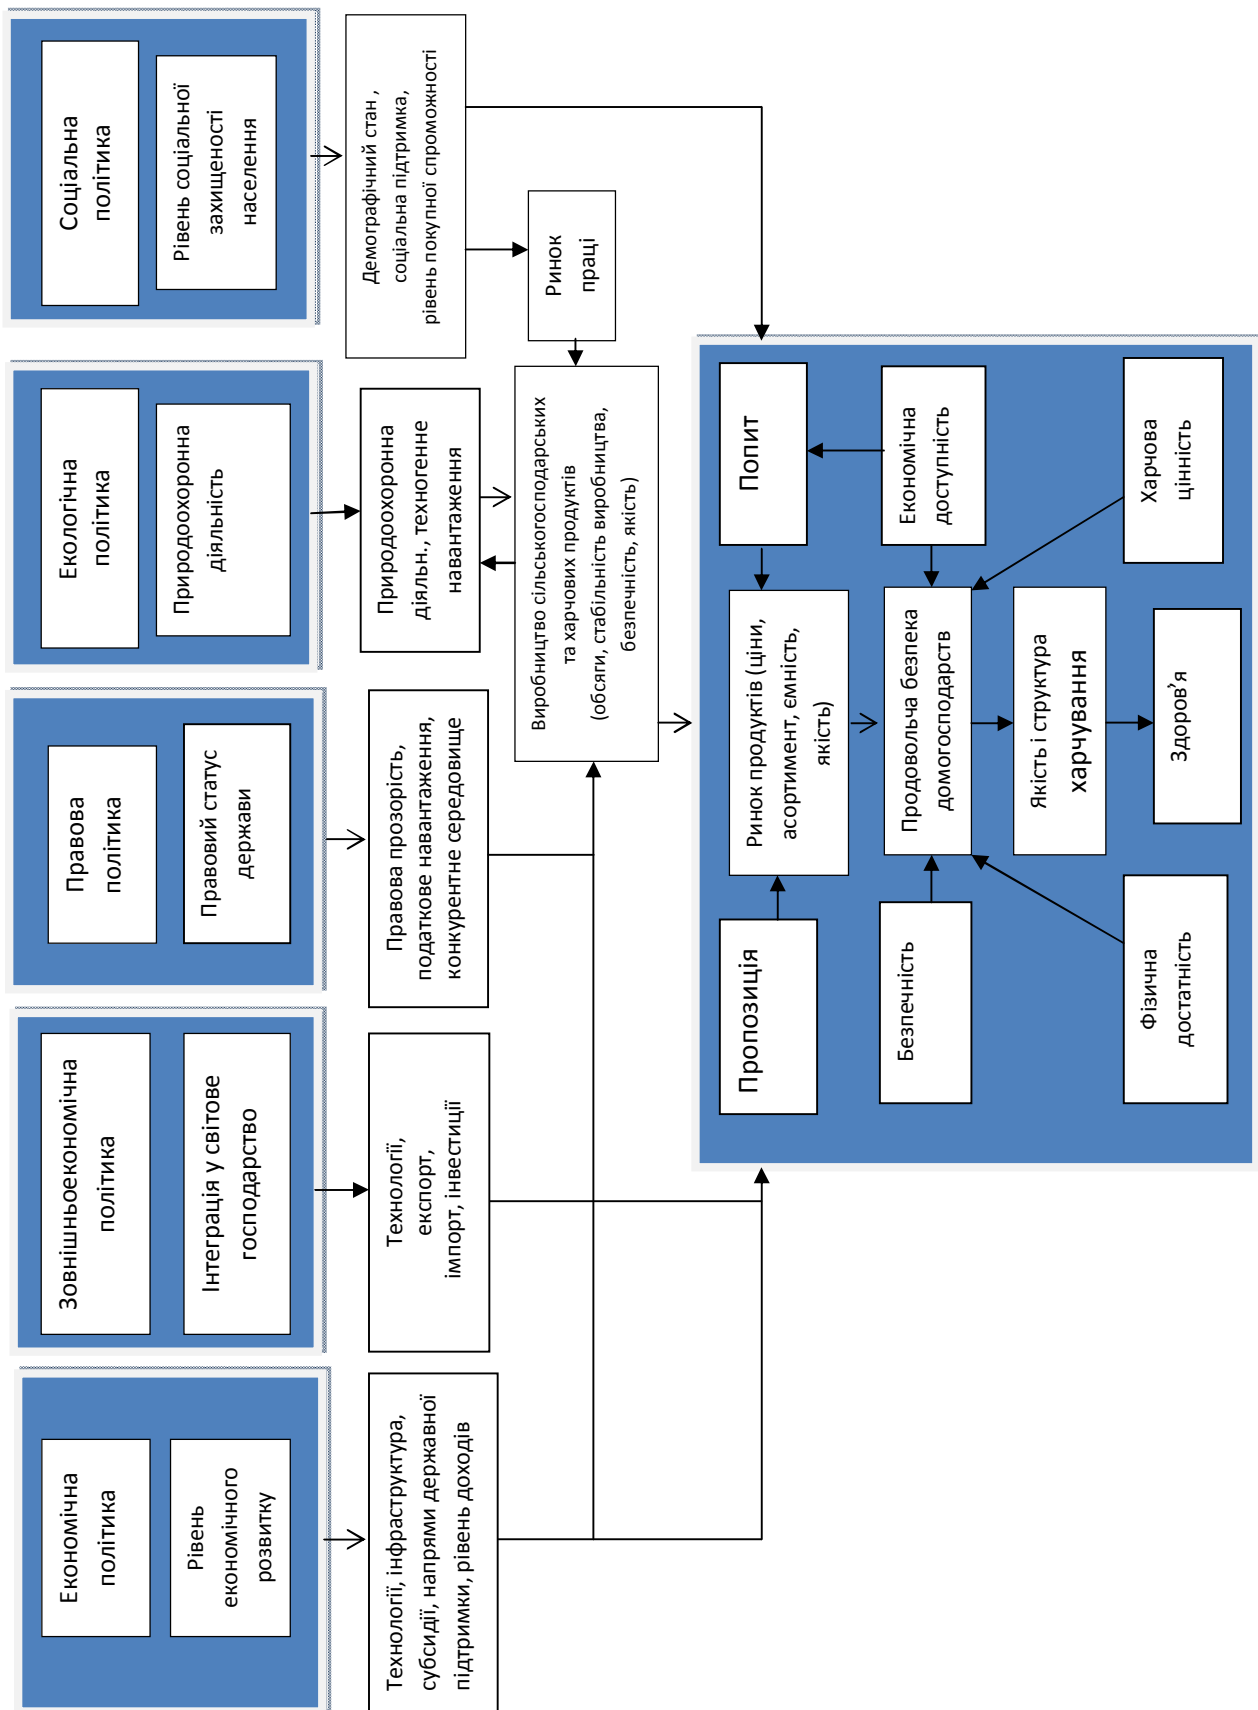 Економічна
політика
Рівень
економічного
розвитку
Зовнішньоекономічна
політика
Інтеграція у світове
господарство
Правова
політика
Правовий статус
держави
Екологічна
політика
Природоохоронна
діяльність
Соціальна
політика
Рівень соціальної
захищеності
населення
Технології, інфраструктура,
субсидії, напрями державної
підтримки, рівень доходів
Технології,
експорт,
імпорт, інвестиції
Правова прозорість,
податкове навантаження,
конкурентне середовище
Природоохоронна
діяльн., техногенне
навантаження
Демографічний стан ,
соціальна підтримка,
рівень покупної спроможності
Ринок
праці
Виробництво сільськогосподарських
та харчових продуктів
(обсяги, стабільність виробництва,
безпечність, якість)
Пропозиція
Ринок продуктів (ціни,
асортимент, ємність,
якість)
Попит
Безпечність
Продовольча безпека
домогосподарств
Економічна
доступність
Якість і структура
харчування
Фізична
достатність
Здоров’я
Харчова
цінність